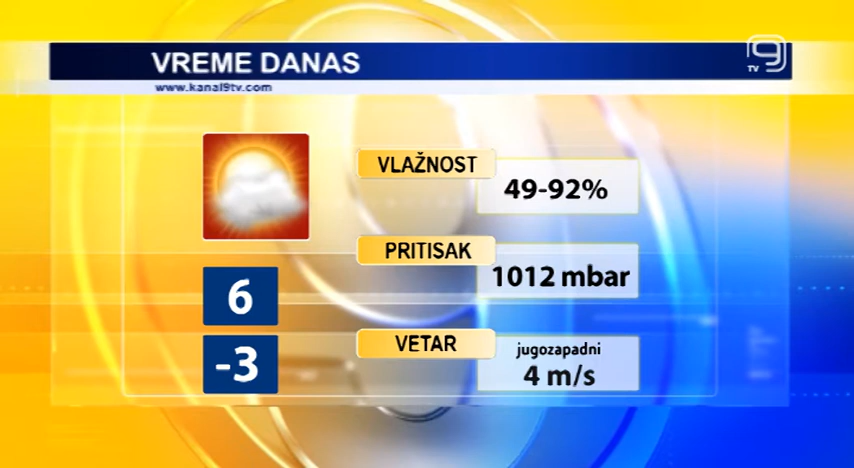 VREME DANAS
9
TV
www.kanal9tv.com
VLAŽNOST
49-92%
PRITISAK
1012 mbar
6
VETAR
jugozapadni
4 m/s
-3